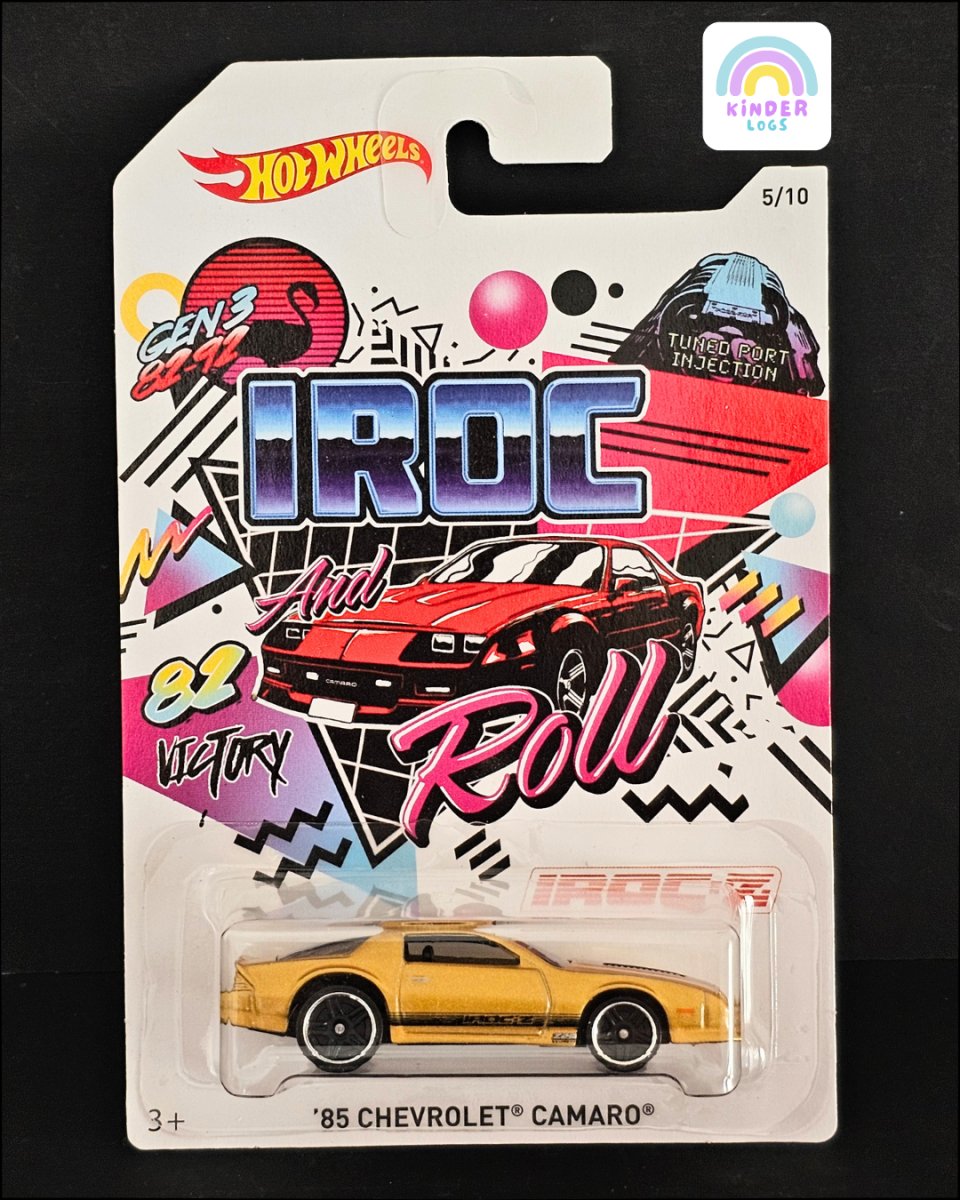 KiNDER
LOGS
HOT WHEELS
5/10
GEN 3
82-92
TUNED PORT
INJECTION
IROC
And
CAMARO
82
VICTORY
Roll
IROC-Z
IROC-Z
3+
'85 CHEVROLET® CAMARO®